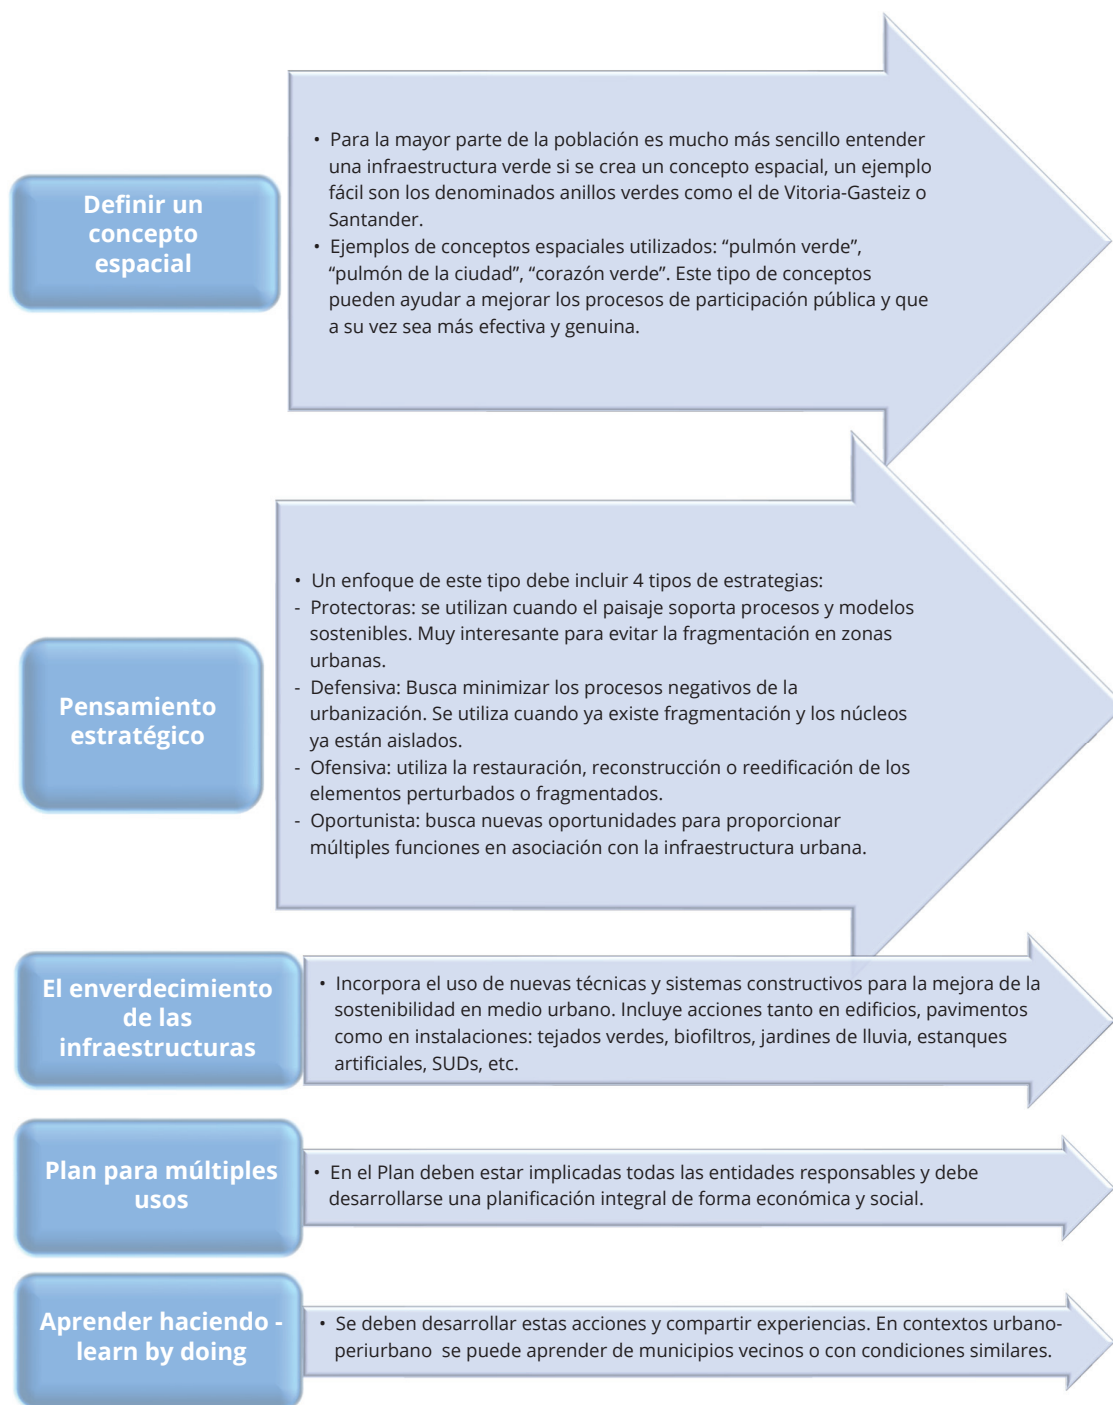 Definir un
concepto
espacial
• Para la mayor parte de la población es mucho más sencillo entender
una infraestructura verde si se crea un concepto espacial, un ejemplo
fácil son los denominados anillos verdes como el de Vitoria-Gasteiz o
Santander.
• Ejemplos de conceptos espaciales utilizados: “pulmón verde”,
“pulmón de la ciudad”, “corazón verde”. Este tipo de conceptos
pueden ayudar a mejorar los procesos de participación pública y que
a su vez sea más efectiva y genuina.
Pensamiento
estratégico
• Un enfoque de este tipo debe incluir 4 tipos de estrategias:
- Protectoras: se utilizan cuando el paisaje soporta procesos y modelos
sostenibles. Muy interesante para evitar la fragmentación en zonas
urbanas.
- Defensiva: Busca minimizar los procesos negativos de la
urbanización. Se utiliza cuando ya existe fragmentación y los núcleos
ya están aislados.
- Ofensiva: utiliza la restauración, reconstrucción o reedificación de los
elementos perturbados o fragmentados.
- Oportunista: busca nuevas oportunidades para proporcionar
múltiples funciones en asociación con la infraestructura urbana.
El enverdecimiento
de las
infraestructuras
• Incorpora el uso de nuevas técnicas y sistemas constructivos para la mejora de la
sostenibilidad en medio urbano. Incluye acciones tanto en edificios, pavimentos
como en instalaciones: tejados verdes, biofiltros, jardines de lluvia, estanques
artificiales, SUDs, etc.
Plan para múltiples
usos
• En el Plan deben estar implicadas todas las entidades responsables y debe
desarrollarse una planificación integral de forma económica y social.
Aprender haciendo -
learn by doing
• Se deben desarrollar estas acciones y compartir experiencias. En contextos urbano-
periurbano se puede aprender de municipios vecinos o con condiciones similares.